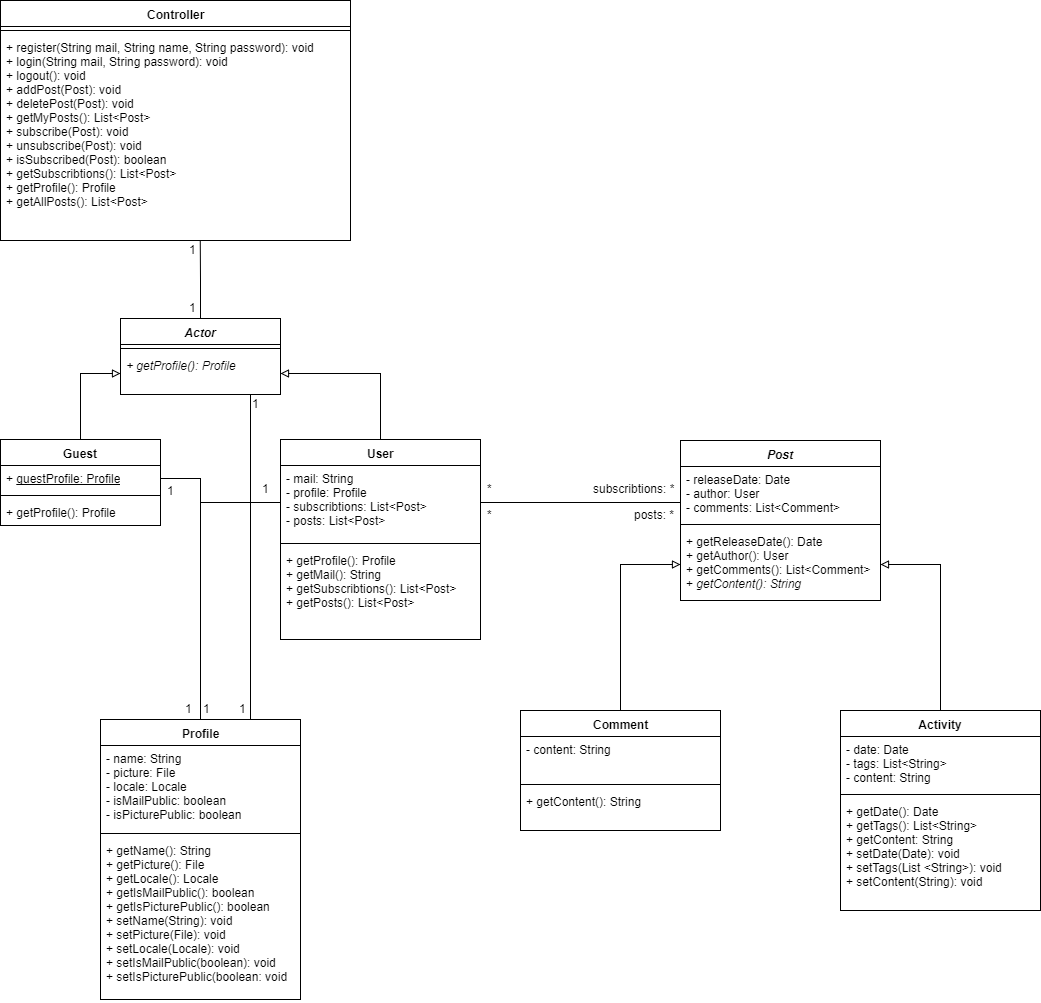 Controller
+ register(String mail, String name, String password): void
+ login(String mail, String password): void
+ logout(): void
+ addPost(Post): void
+ deletePost(Post): void
+ getMyPosts(): List<Post>
+ subscribe(Post): void
+ unsubscribe(Post): void
+ isSubscribed(Post): boolean
+ getSubscribtions(): List<Post>
+ getProfile(): Profile
+ getAllPosts(): List<Post>
1
1
Actor
+ getProfile(): Profile
1
Guest
+ guestProfile: Profile
+ getProfile(): Profile
1
1
User
- mail: String
- profile: Profile
- subscribtions: List<Post>
- posts: List<Post>
+ getProfile(): Profile
+ getMail(): String
+ getSubscribtions(): List<Post>
+ getPosts(): List<Post>
*
subscribtions: *
*
posts: *
Post
- releaseDate: Date
- author: User
- comments: List<Comment>
+ getReleaseDate(): Date
+ getAuthor(): User
+ getComments(): List<Comment>
+ getContent(): String
1
1
1
Profile
- name: String
- picture: File
- locale: Locale
- isMailPublic: boolean
- isPicturePublic: boolean
+ getName(): String
+ getPicture(): File
+ getLocale(): Locale
+ getIsMailPublic(): boolean
+ getIsPicturePublic(): boolean
+ setName(String): void
+ setPicture(File): void
+ setLocale(Locale): void
+ setIsMailPublic(boolean): void
+ setIsPicturePublic(boolean: void
Comment
- content: String
+ getContent(): String
Activity
- date: Date
- tags: List<String>
- content: String
+ getDate(): Date
+ getTags(): List<String>
+ getContent: String
+ setDate(Date): void
+ setTags(List <String>): void
+ setContent(String): void